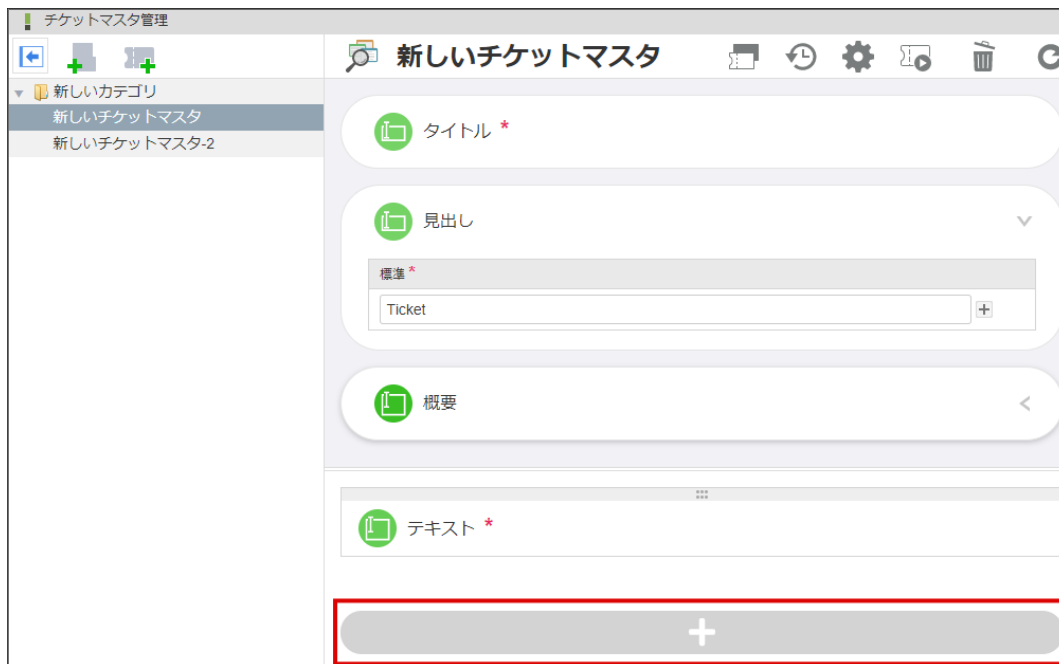 チケットマスタ管理
新しいチケットマスタ
新しいカテゴリ
新しいチケットマスタ
新しいチケットマスタ-2
タイトル *
見出し
標準 *
Ticket
概要
テキスト *